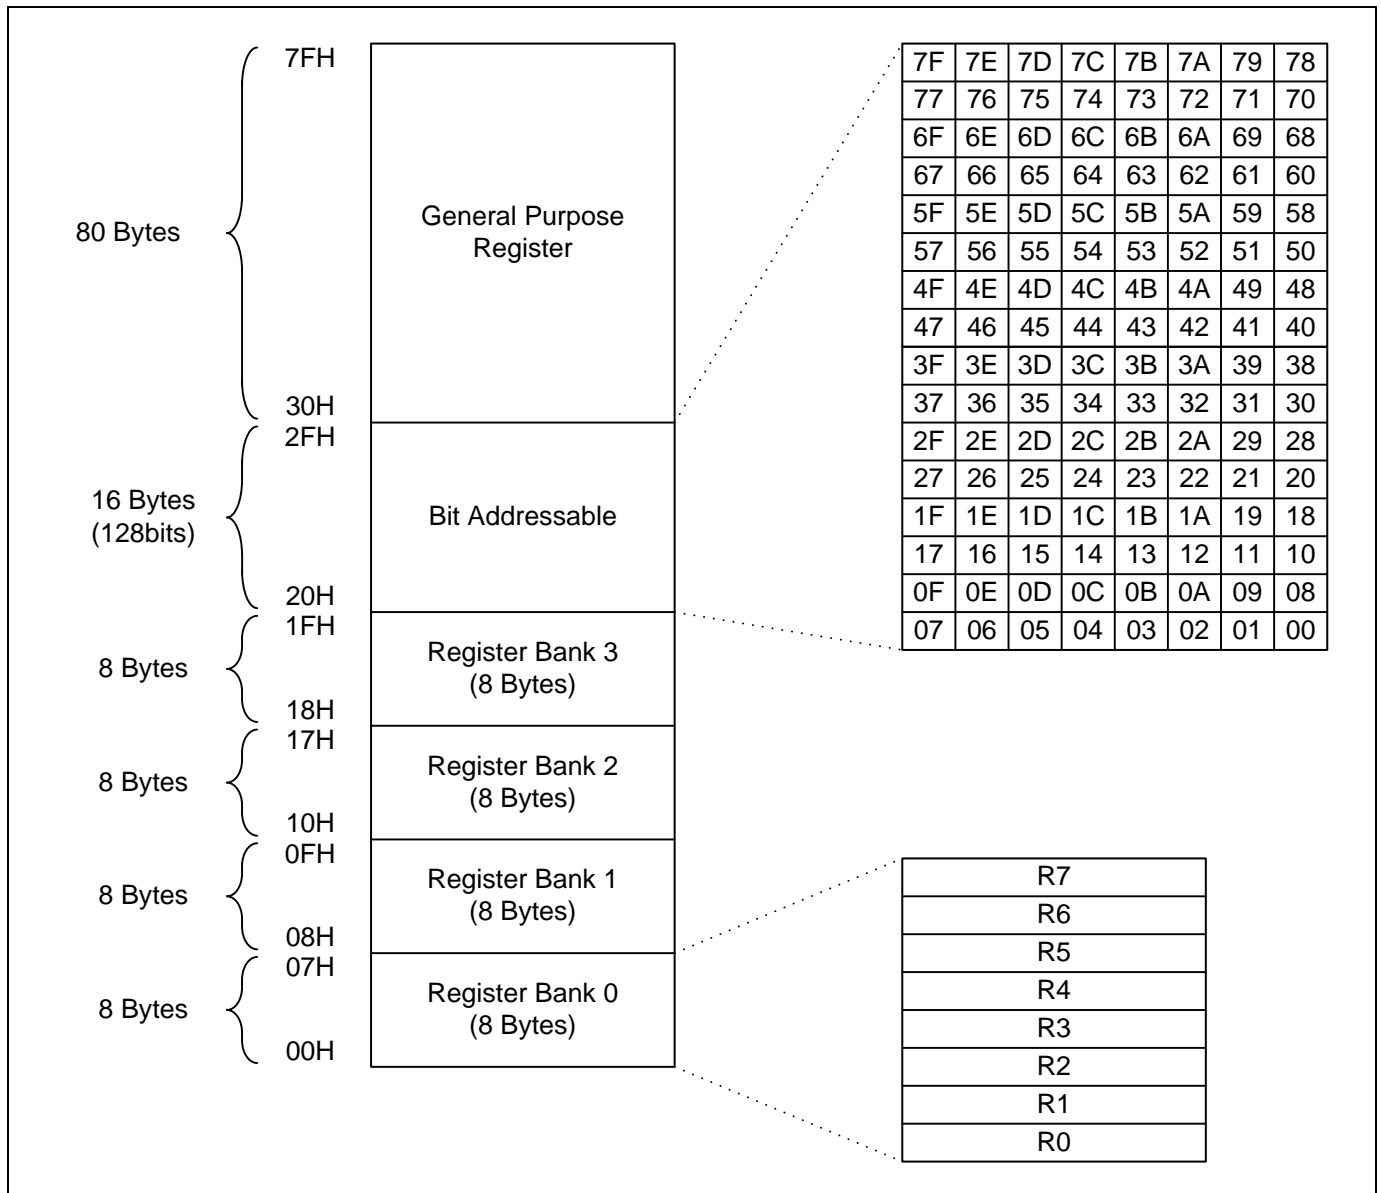 7FH
80 Bytes
General Purpose
Register
30H
2FH
16 Bytes
(128bits)
Bit Addressable
20H
1FH
8 Bytes
Register Bank 3
(8 Bytes)
18H
17H
8 Bytes
Register Bank 2
(8 Bytes)
10H
0FH
8 Bytes
Register Bank 1
(8 Bytes)
08H
07H
8 Bytes
Register Bank 0
(8 Bytes)
00H
7F 7E 7D 7C 7B 7A 79 78
77 76 75 74 73 72 71 70
6F 6E 6D 6C 6B 6A 69 68
67 66 65 64 63 62 61 60
5F 5E 5D 5C 5B 5A 59 58
57 56 55 54 53 52 51 50
4F 4E 4D 4C 4B 4A 49 48
47 46 45 44 43 42 41 40
3F 3E 3D 3C 3B 3A 39 38
37 36 35 34 33 32 31 30
2F 2E 2D 2C 2B 2A 29 28
27 26 25 24 23 22 21 20
1F 1E 1D 1C 1B 1A 19 18
17 16 15 14 13 12 11 10
0F 0E 0D 0C 0B 0A 09 08
07 06 05 04 03 02 01 00
R7
R6
R5
R4
R3
R2
R1
R0